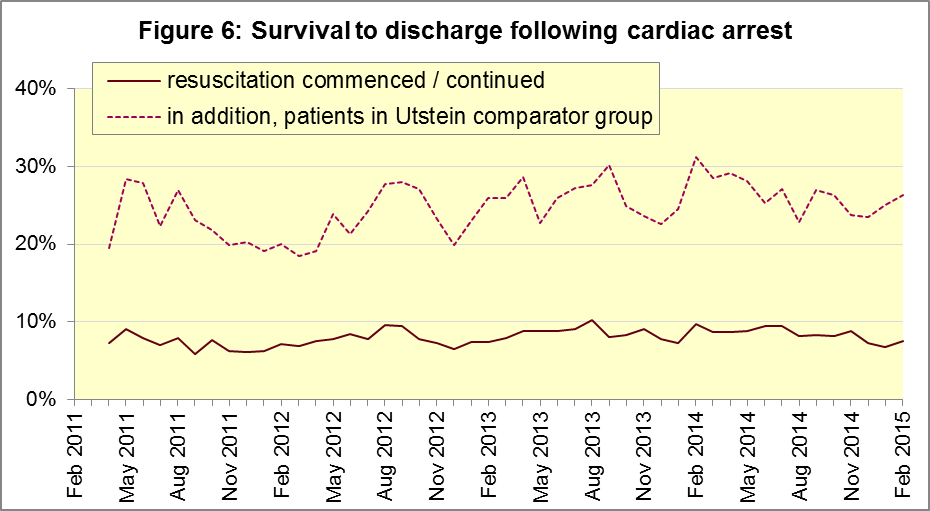 Figure 6: Survival to discharge following cardiac arrest
resuscitation commenced / continued
in addition, patients in Utstein comparator group
40%
30%
20%
10%
0%
Feb 2011
May 2011
Aug 2011
Nov 2011
Feb 2012
May 2012
Aug 2012
Nov 2012
Feb 2013
May 2013
Aug 2013
Nov 2013
Feb 2014
May 2014
Aug 2014
Nov 2014
Feb 2015